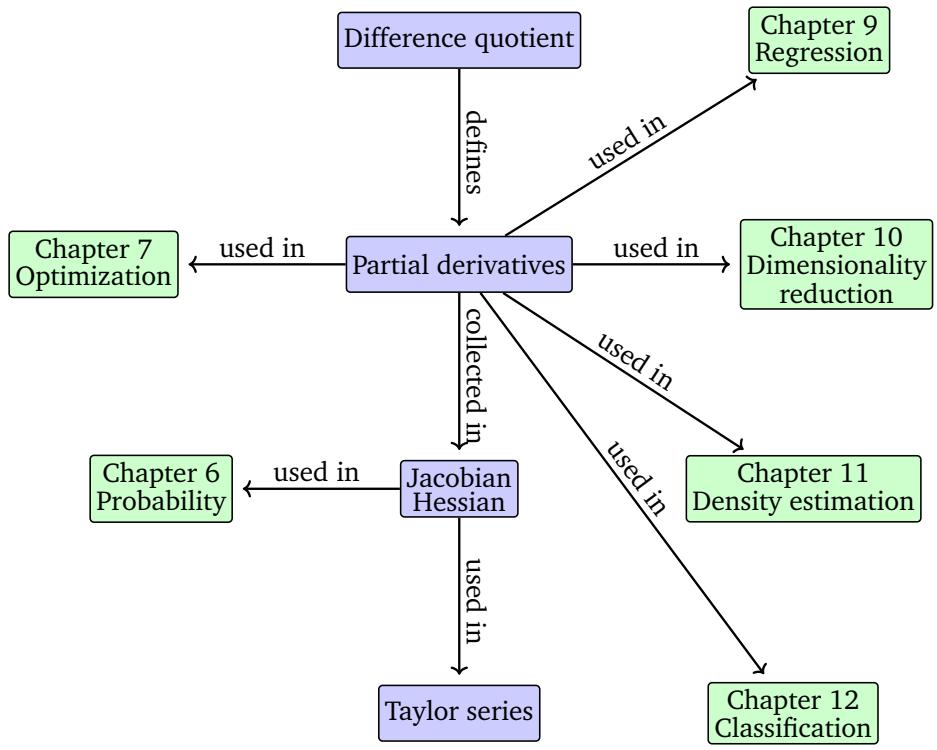 Difference quotient
Chapter 9
Regression
defines
used in
Chapter 7
Optimization
used in
Partial derivatives
used in
Chapter 10
Dimensionality
reduction
collected in
used in
used in
Chapter 6
Probability
used in
Jacobian
Hessian
Chapter 11
Density estimation
used in
Taylor series
Chapter 12
Classification